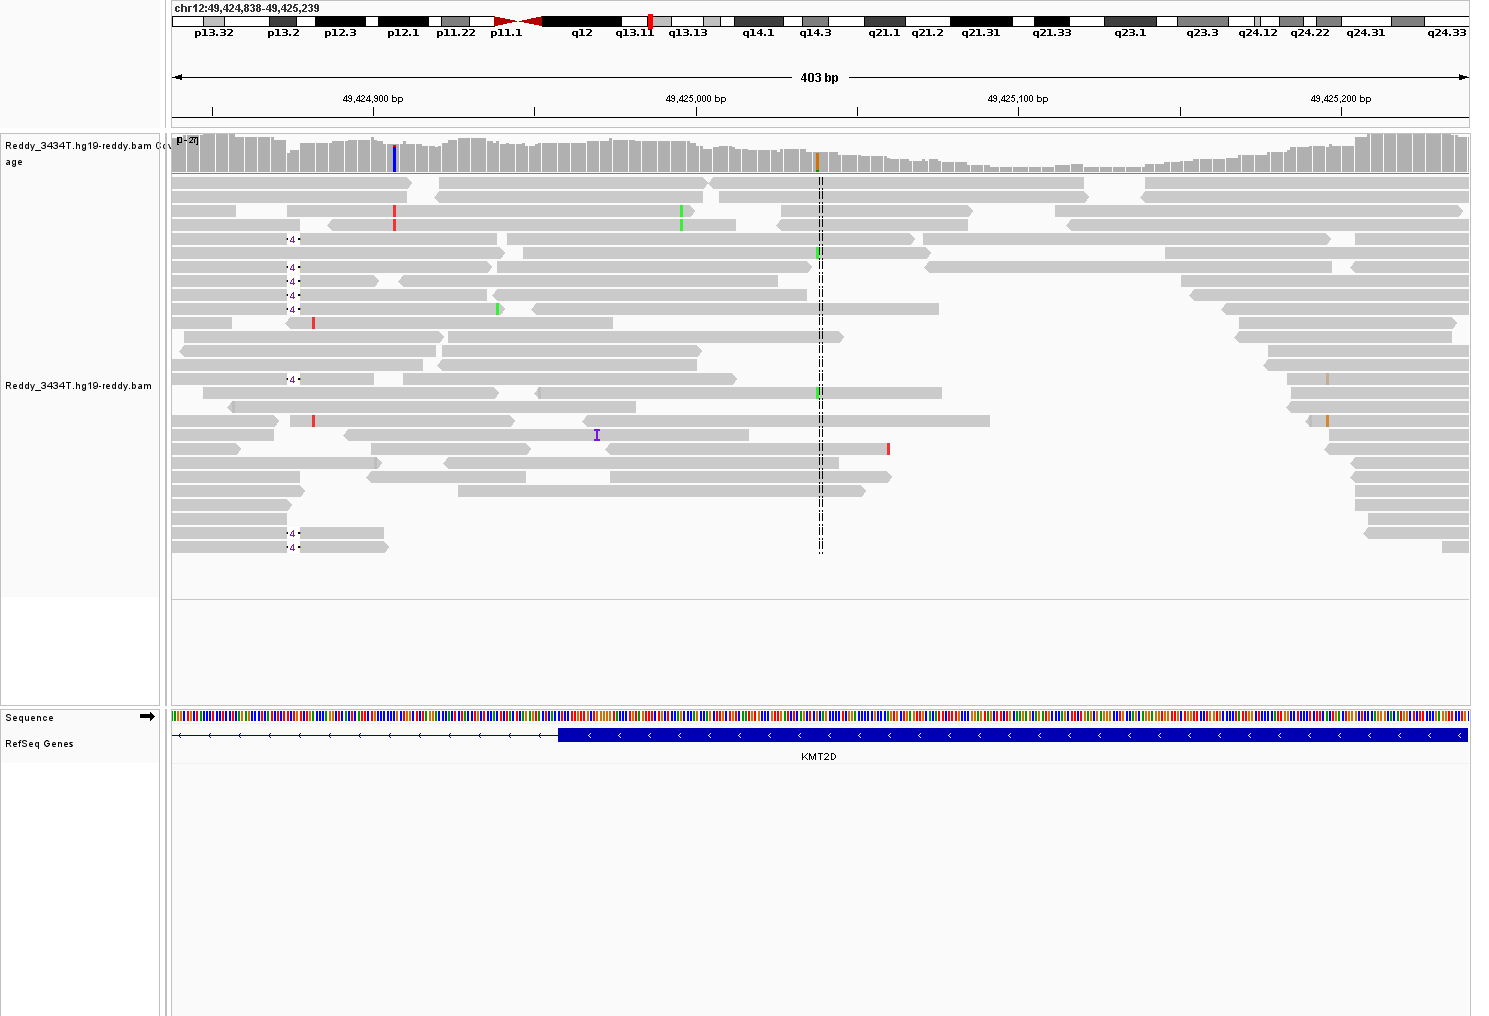 chr12:49,424,838-49,425,239
p13.32 p13.2 p12.3 p12.1 p11.22 p11.1 q12 q13.11 q13.13 q14.1 q14.3 q21.1 q21.2 q21.31 q21.33 q23.1 q23.3 q24.12 q24.22 q24.31 q24.33
403 bp
49,424,900 bp 49,425,000 bp 49,425,100 bp 49,425,200 bp
Reddy_3434T.hg19-reddy.bam Cov
age
[0 - 27]
4
4
4
4
4
Reddy_3434T.hg19-reddy.bam
4
4
4
Sequence
RefSeq Genes
KMT2D